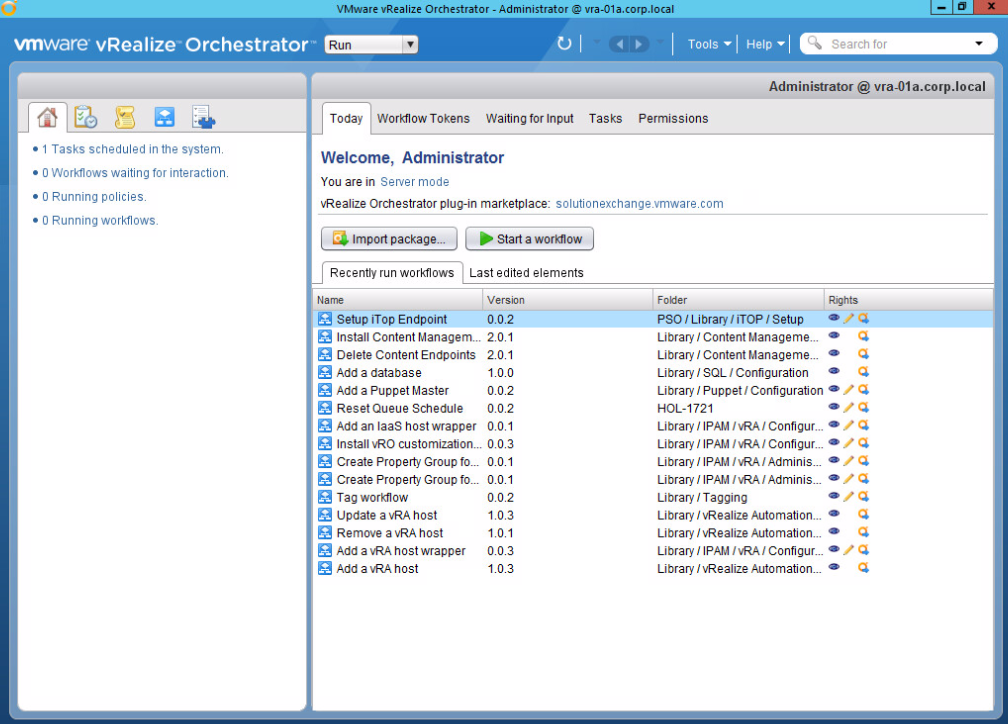 VMware vRealize Orchestrator - Administrator @ vra-01a.corp.local
vmware vRealize Orchestrator™ Run Tools Help Search for
Administrator @ vra-01a.corp.local
Today Workflow Tokens Waiting for Input Tasks Permissions
1 Tasks scheduled in the system.
0 Workflows waiting for interaction.
0 Running policies.
0 Running workflows.
Welcome, Administrator
You are in Server mode
vRealize Orchestrator plug-in marketplace: solutionexchange.vmware.com
Import package... Start a workflow
Recently run workflows Last edited elements
Name Version Folder Rights
Setup iTop Endpoint 0.0.2 PSO / Library / iTOP / Setup
Install Content Managem... 2.0.1 Library / Content Manageme...
Delete Content Endpoints 2.0.1 Library / Content Manageme...
Add a database 1.0.0 Library / SQL / Configuration
Add a Puppet Master 0.0.2 Library / Puppet / Configuration
Reset Queue Schedule 0.0.2 HOL-1721
Add an IaaS host wrapper 0.0.1 Library / IPAM / vRA / Configur...
Install vRO customization... 0.0.3 Library / IPAM / vRA / Configur...
Create Property Group fo... 0.0.1 Library / IPAM / vRA / Adminis...
Create Property Group fo... 0.0.1 Library / IPAM / vRA / Adminis...
Tag workflow 0.0.2 Library / Tagging
Update a vRA host 1.0.3 Library / vRealize Automation...
Remove a vRA host 1.0.1 Library / vRealize Automation...
Add a vRA host wrapper 0.0.3 Library / IPAM / vRA / Configur...
Add a vRA host 1.0.3 Library / vRealize Automation...